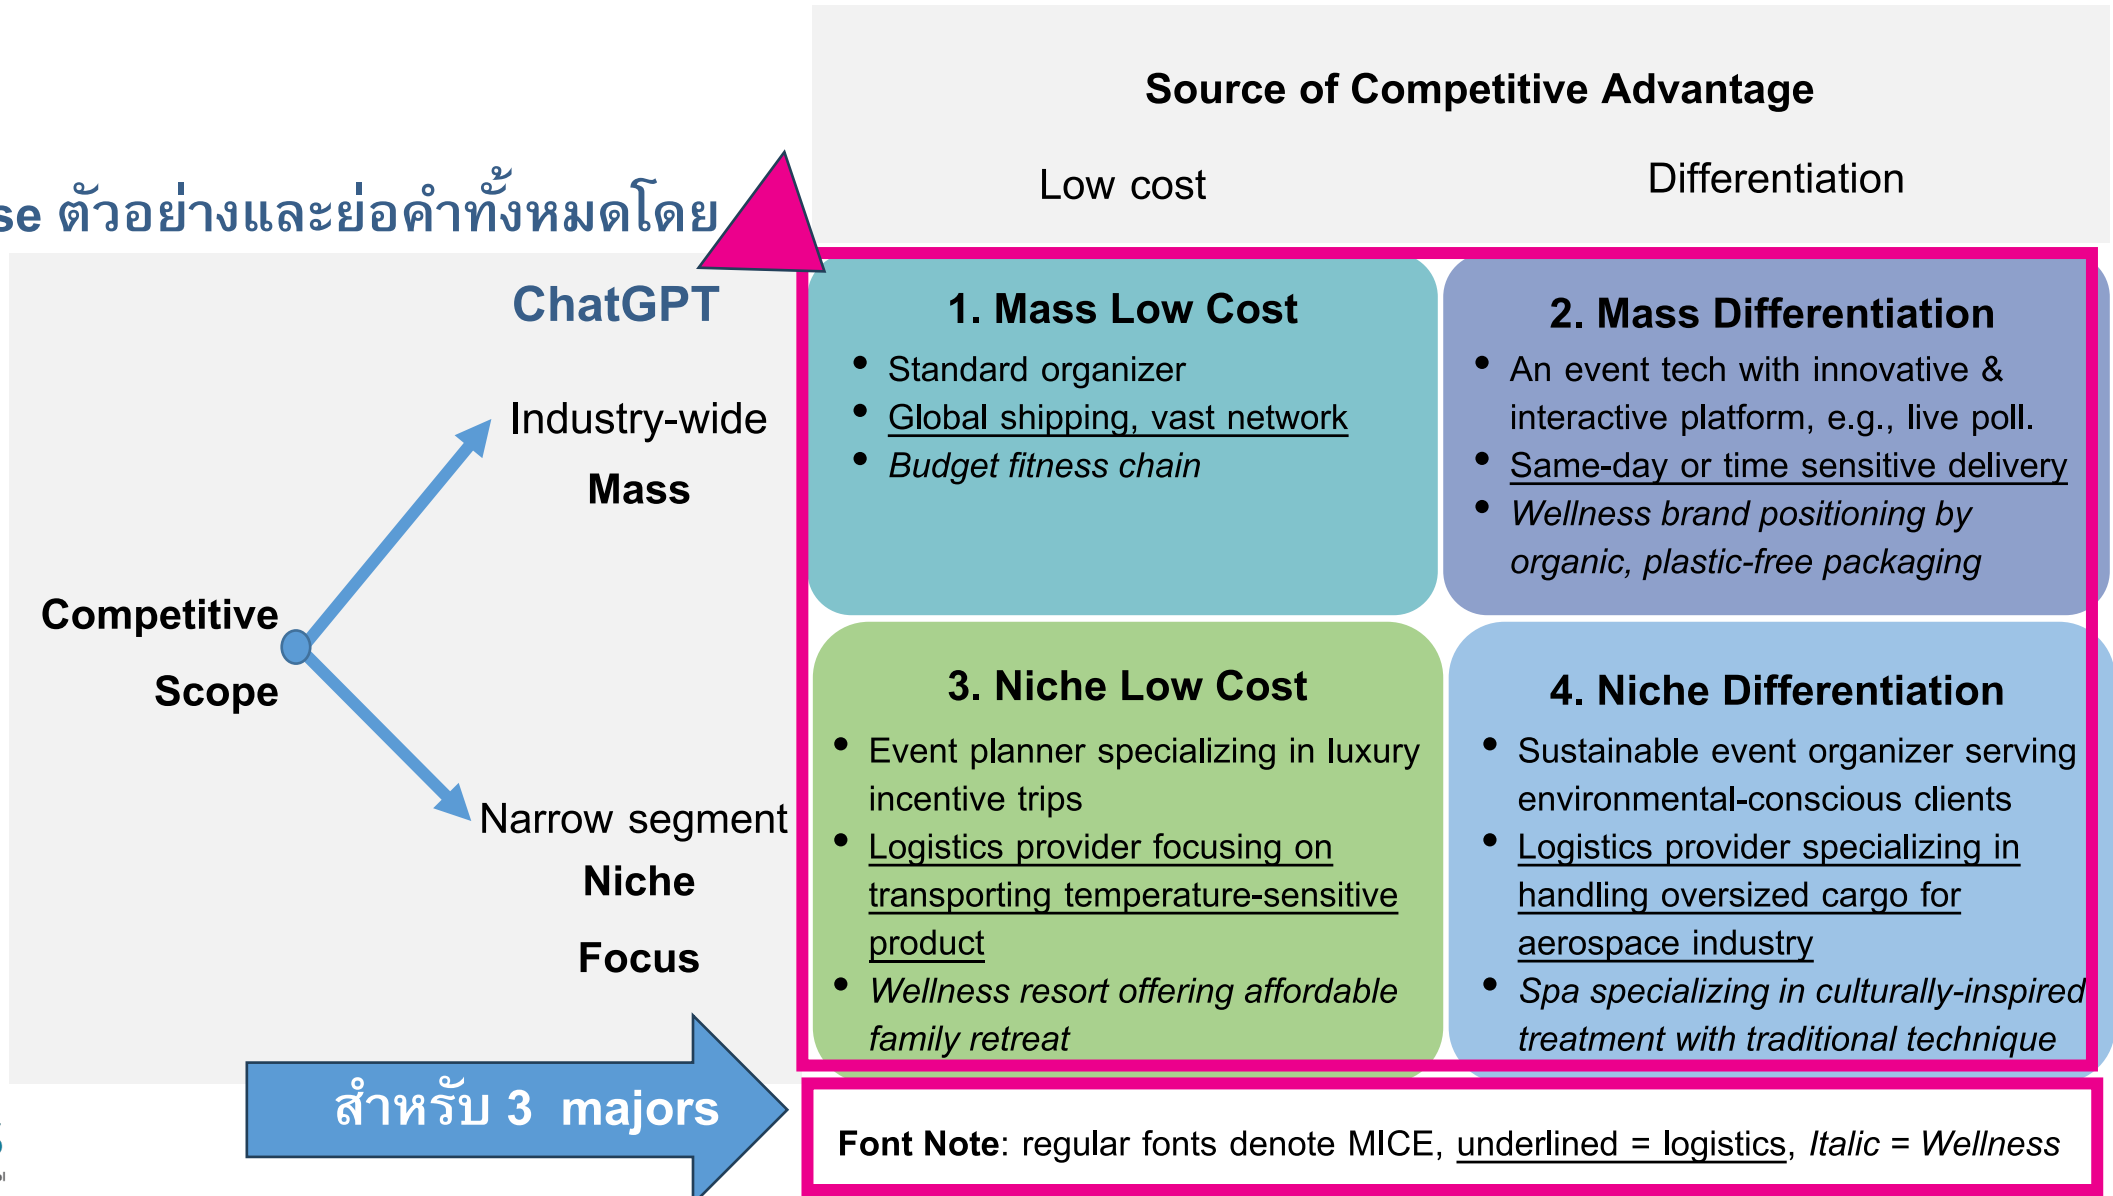 Source of Competitive Advantage
Low cost
Differentiation
ตัวอย่างและย่อคำทั้งหมดโดย
ChatGPT
Industry-wide
Mass
Competitive
Scope
Narrow segment
Niche
Focus
1. Mass Low Cost
• Standard organizer
• Global shipping, vast network
• Budget fitness chain
2. Mass Differentiation
• An event tech with innovative &
interactive platform, e.g., live poll.
• Same-day or time sensitive delivery
• Wellness brand positioning by
organic, plastic-free packaging
3. Niche Low Cost
• Event planner specializing in luxury
incentive trips
• Logistics provider focusing on
transporting temperature-sensitive
product
• Wellness resort offering affordable
family retreat
4. Niche Differentiation
• Sustainable event organizer serving
environmental-conscious clients
• Logistics provider specializing in
handling oversized cargo for
aerospace industry
• Spa specializing in culturally-inspired
treatment with traditional technique
สำหรับ 3 majors
Font Note: regular fonts denote MICE, underlined = logistics, Italic = Wellness